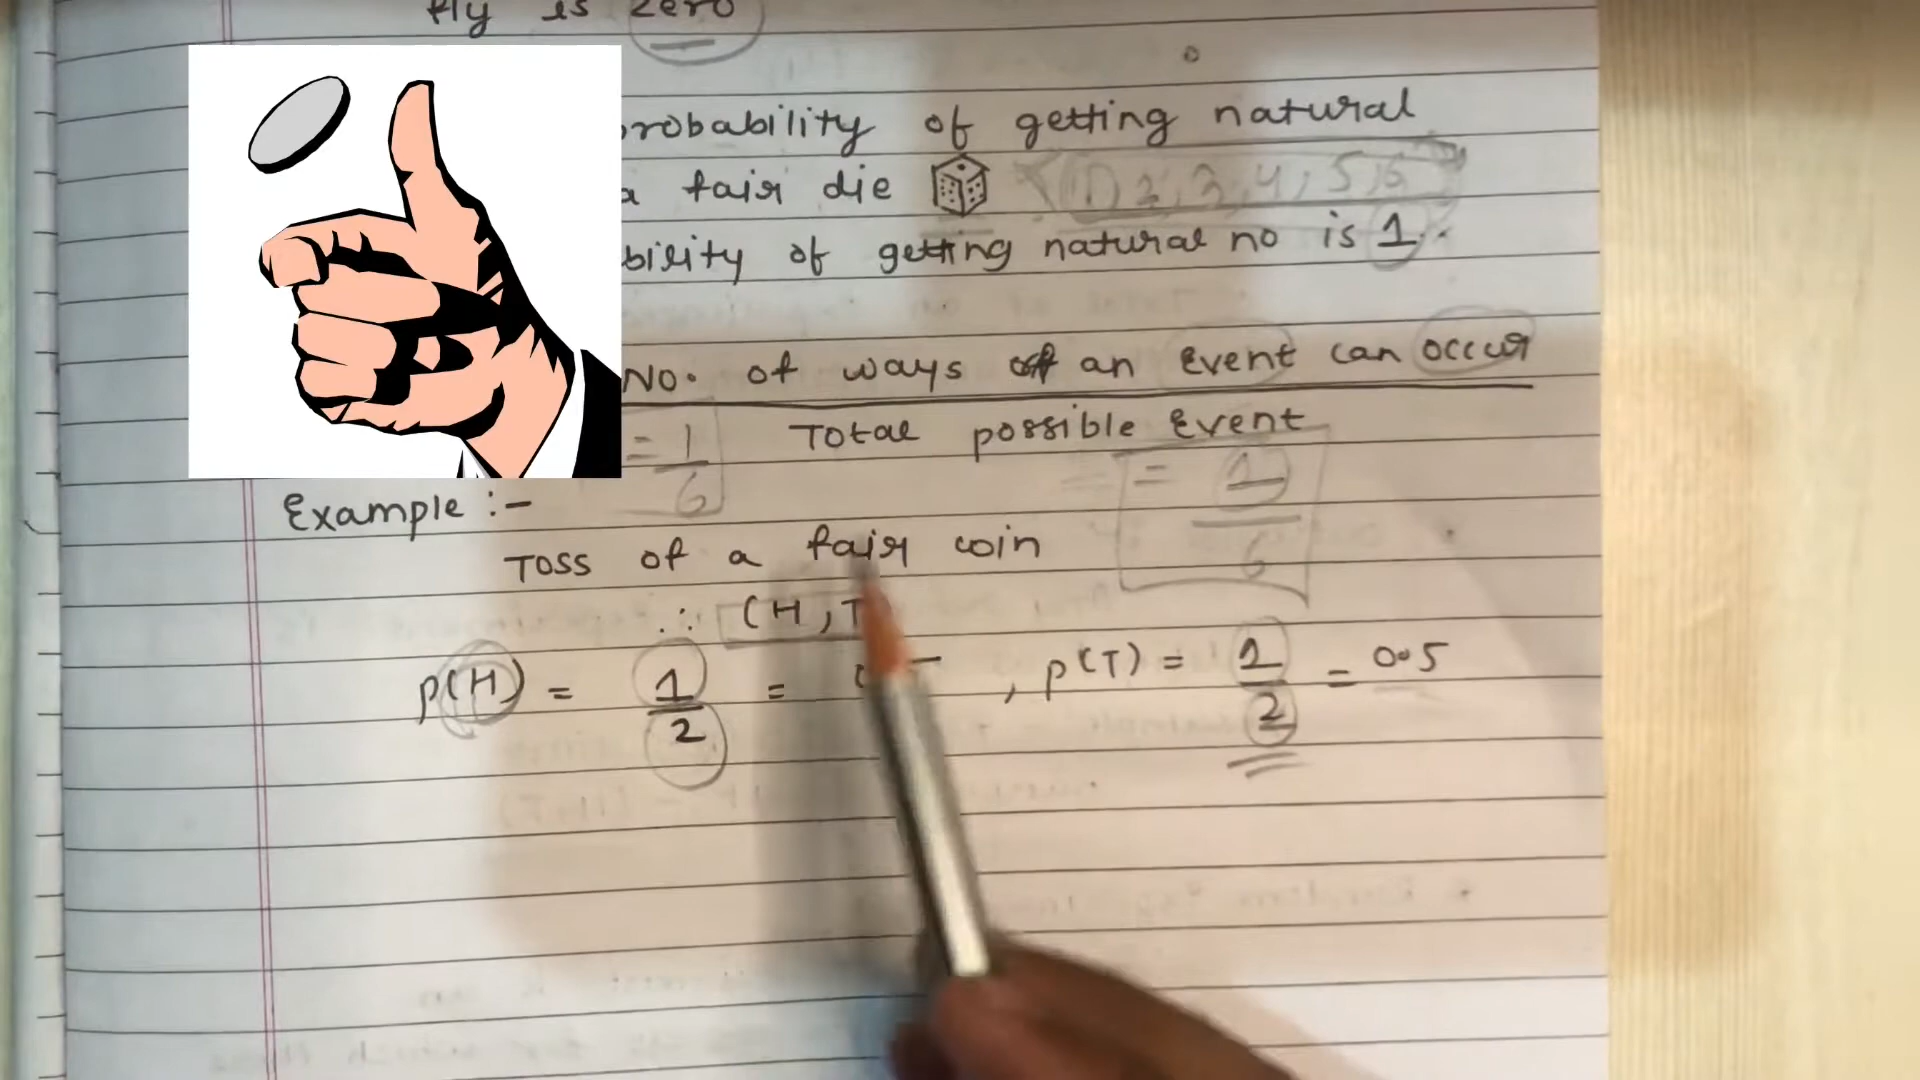 fly is zero
probability of getting natural
a fair die (1, 2, 3, 4, 5, 6
bility of getting natural no is 1.
No. of ways of an Event can occur
= 1/6 Total possible Event = 1/6
Example :-
Toss of a fair coin
∴ (H, T
P(H) = 1/2 = , P(T) = 1/2 = 0.5